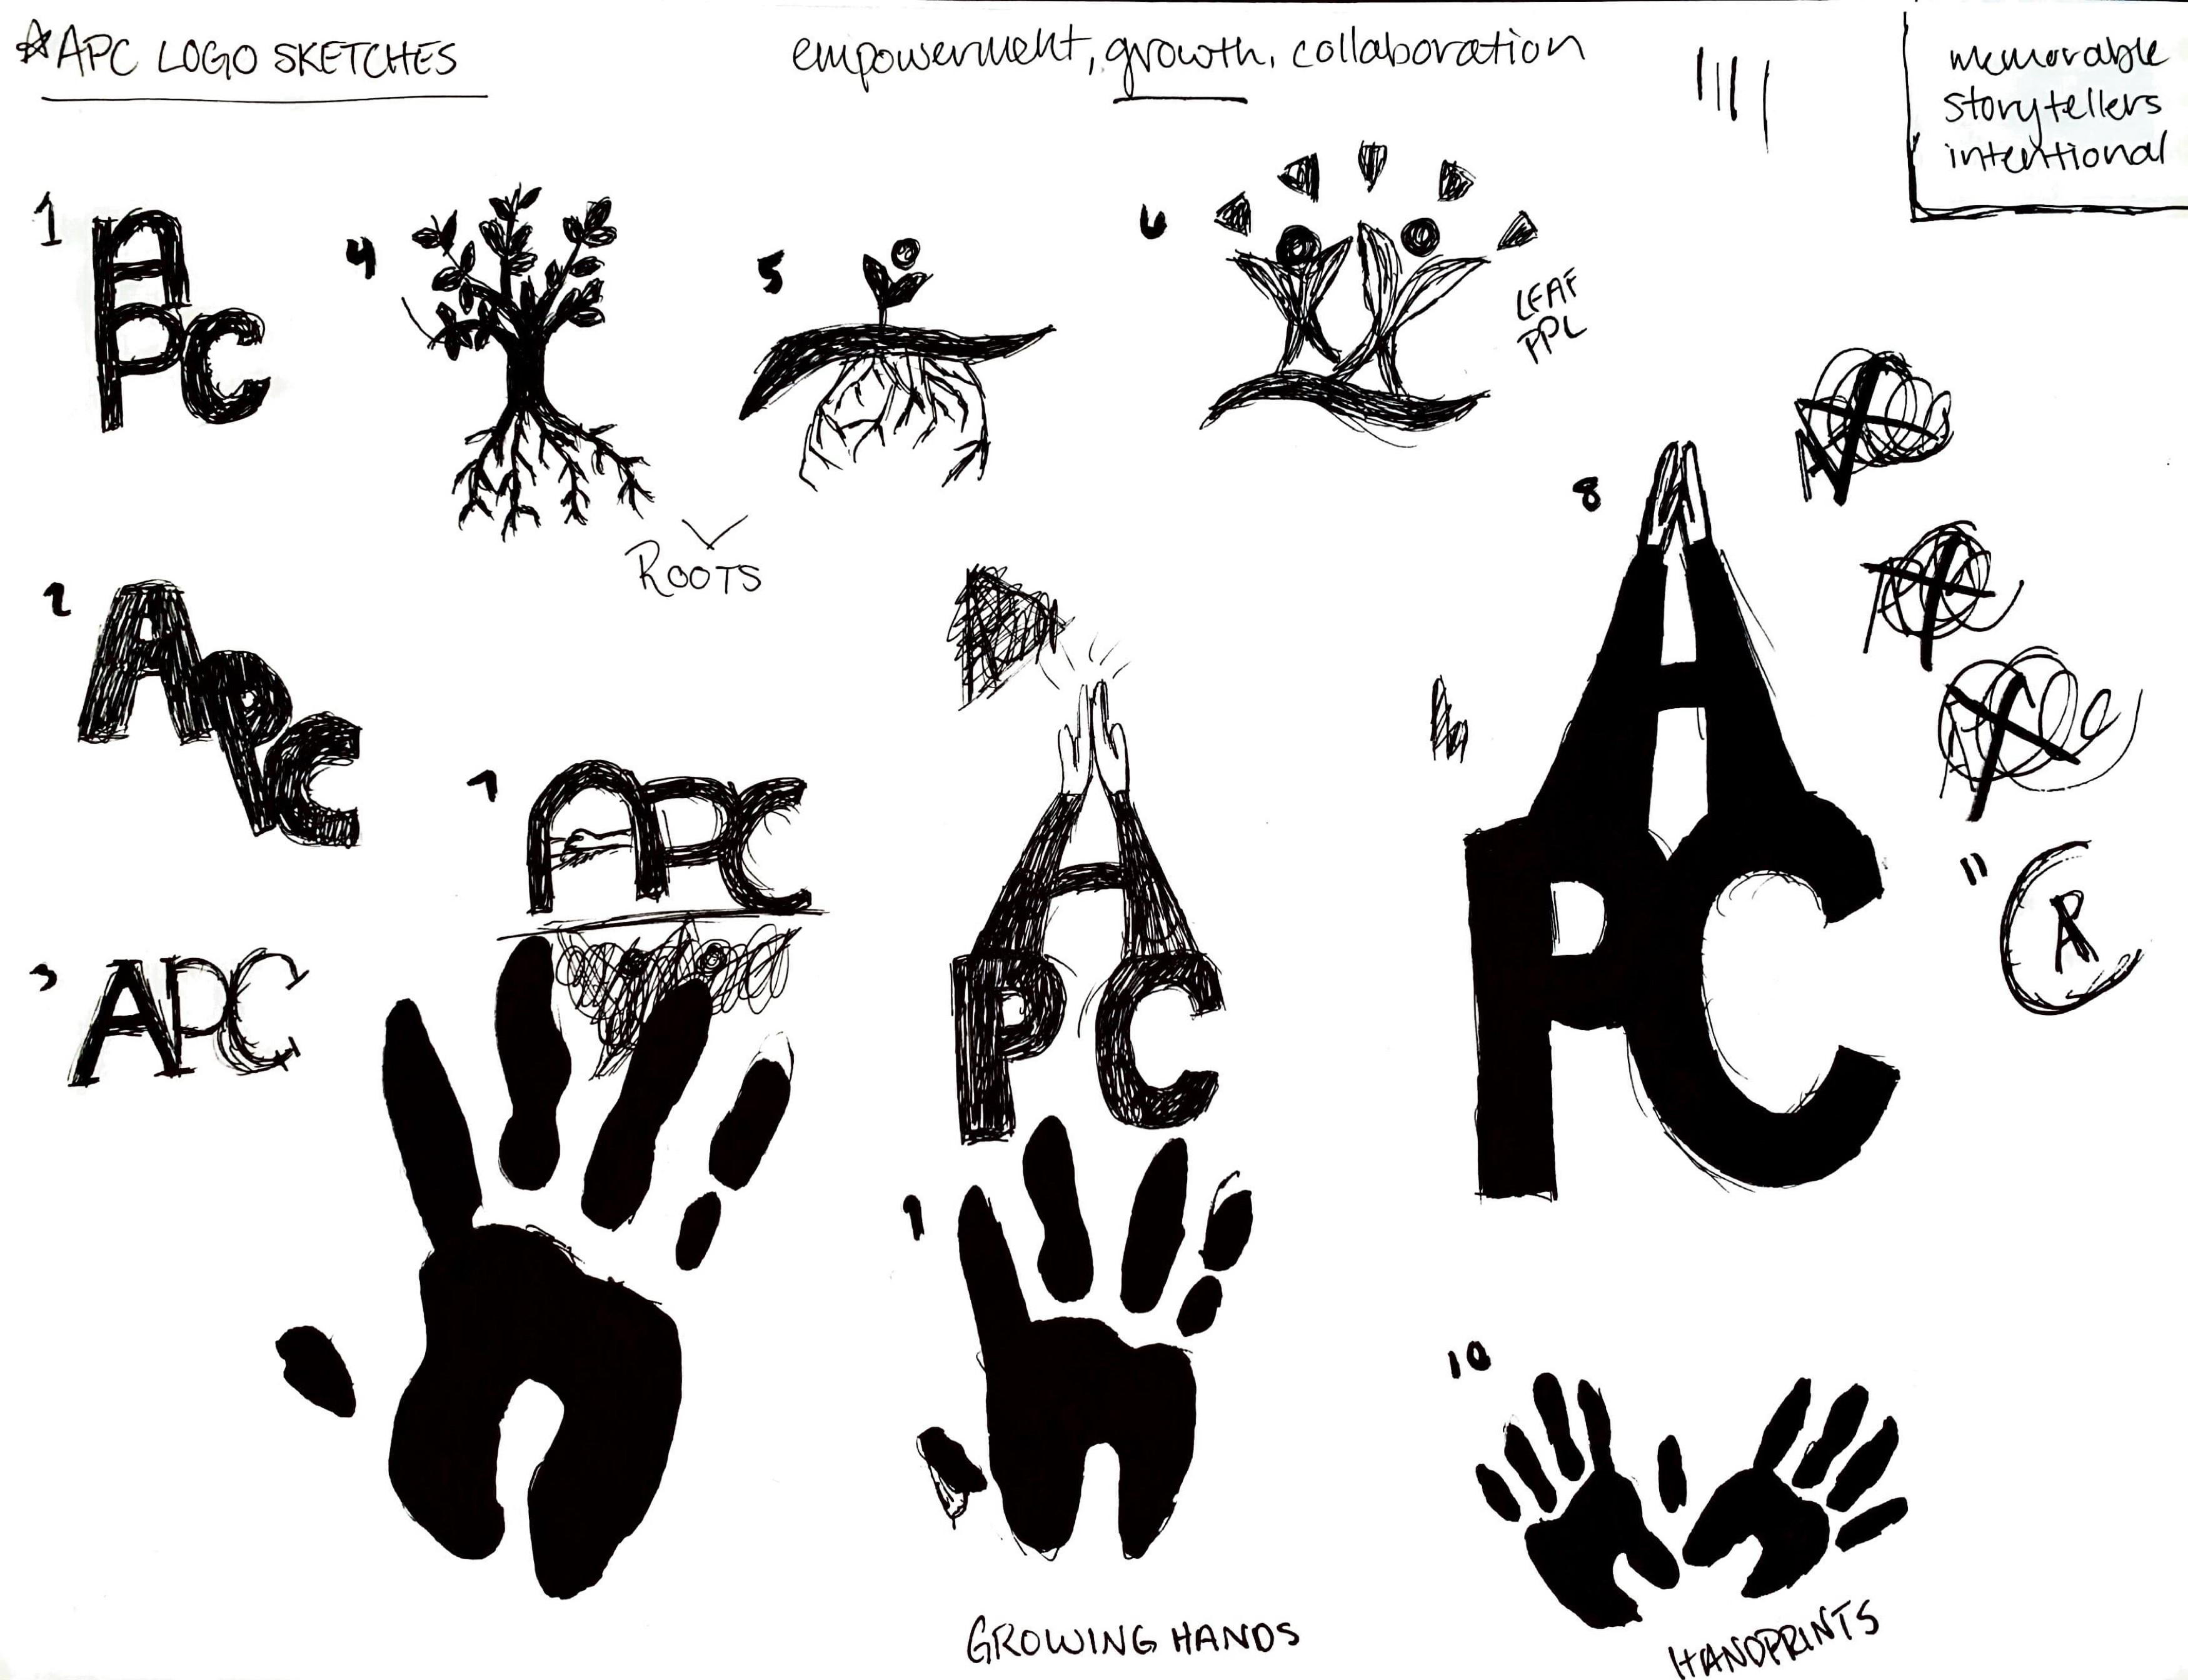 ☆APC LOGO SKETCHES
empowerment, growth, collaboration
memorable
storytellers
intentional
1
APC
4
5
6
LEAF
PPL
ROOTS
8
APC
2
APC
7
APC
APC
3
APC
11
CA
9
10
GROWING HANDS
HANDPRINTS